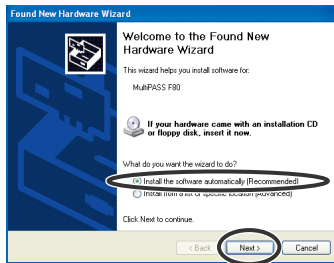 Found New Hardware Wizard
Welcome to the Found New
Hardware Wizard
This wizard helps you install software for:
MultiPASS F80
If your hardware came with an installation CD
or floppy disk, insert it now.
What do you want the wizard to do?
Install the software automatically (Recommended)
Install from a list or specific location (Advanced)
Click Next to continue.
< Back
Next >
Cancel